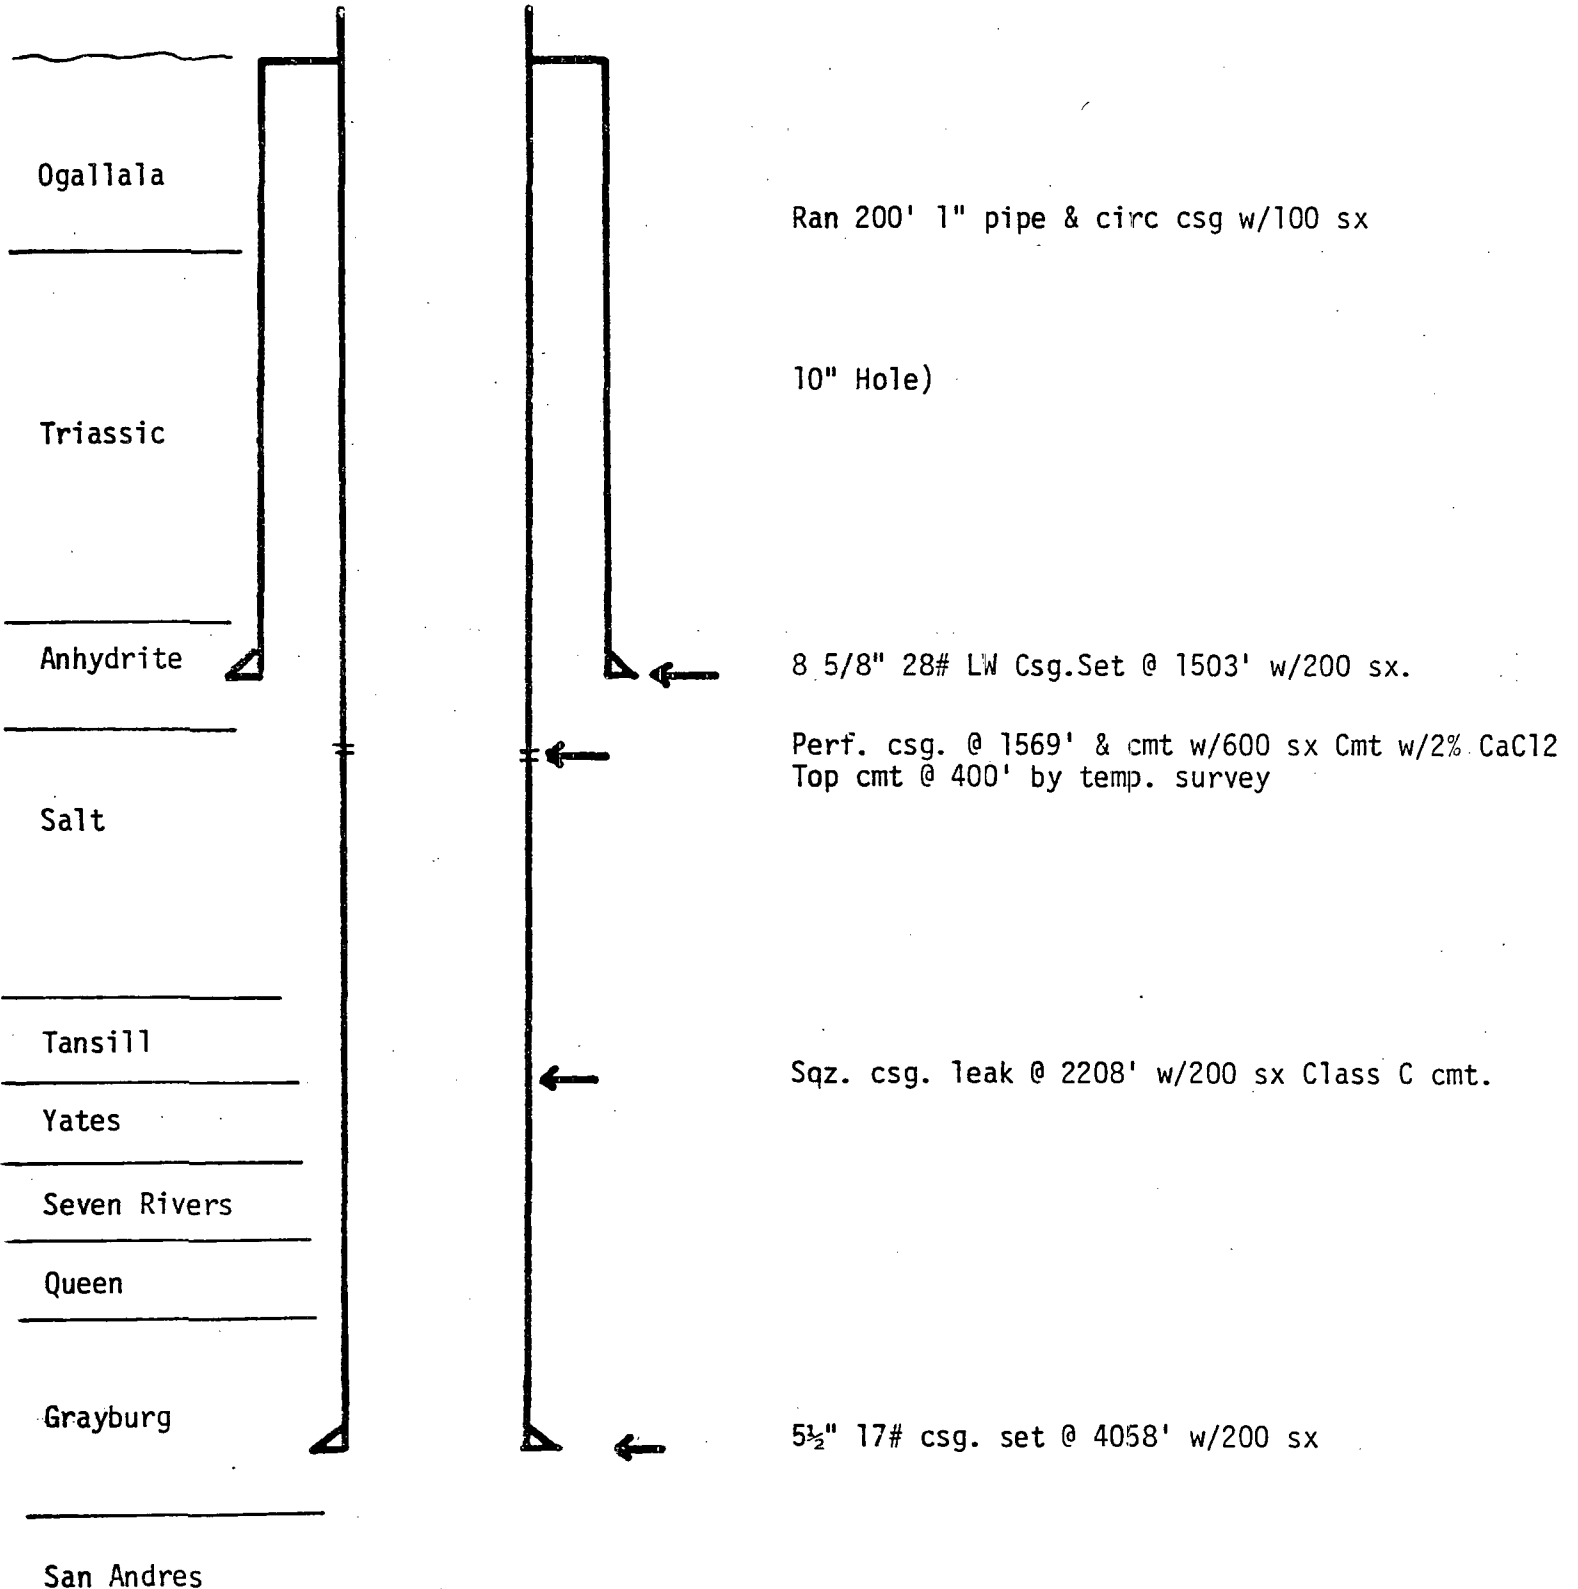 Ogallala
Ran 200' 1" pipe & circ csg w/100 sx
10" Hole)
Triassic
Anhydrite
8 5/8" 28# LW Csg.Set @ 1503' w/200 sx.
Perf. csg. @ 1569' & cmt w/600 sx Cmt w/2% CaCl2
Top cmt @ 400' by temp. survey
Salt
Tansill
Sqz. csg. leak @ 2208' w/200 sx Class C cmt.
Yates
Seven Rivers
Queen
Grayburg
5½" 17# csg. set @ 4058' w/200 sx
San Andres